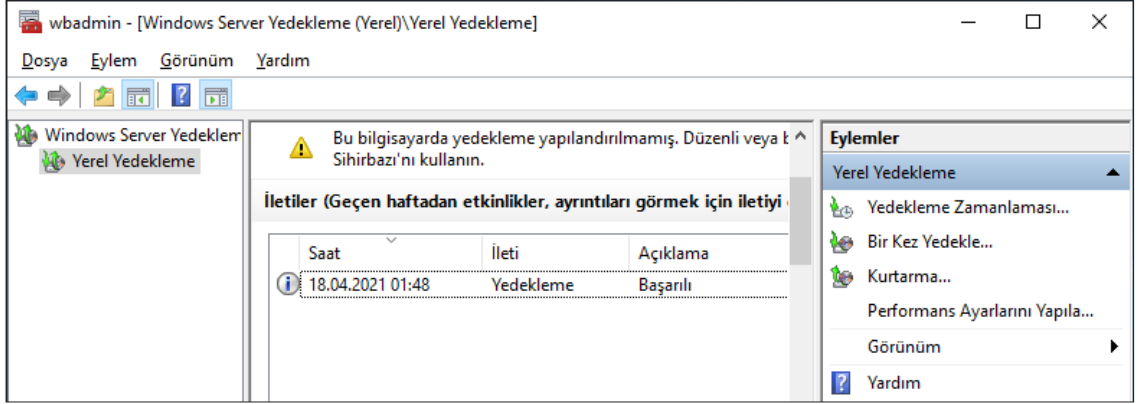 wbadmin - [Windows Server Yedekleme (Yerel)\Yerel Yedekleme]
Dosya Eylem Görünüm Yardım
Windows Server Yedeklem
Yerel Yedekleme
Bu bilgisayarda yedekleme yapılandırılmamış. Düzenli veya
Sihirbazı'nı kullanın.
İletiler (Geçen haftadan etkinlikler, ayrıntıları görmek için iletiyi
Saat İleti Açıklama
18.04.2021 01:48 Yedekleme Başarılı
Eylemler
Yerel Yedekleme
Yedekleme Zamanlaması...
Bir Kez Yedekle...
Kurtarma...
Performans Ayarlarını Yapıla...
Görünüm
Yardım